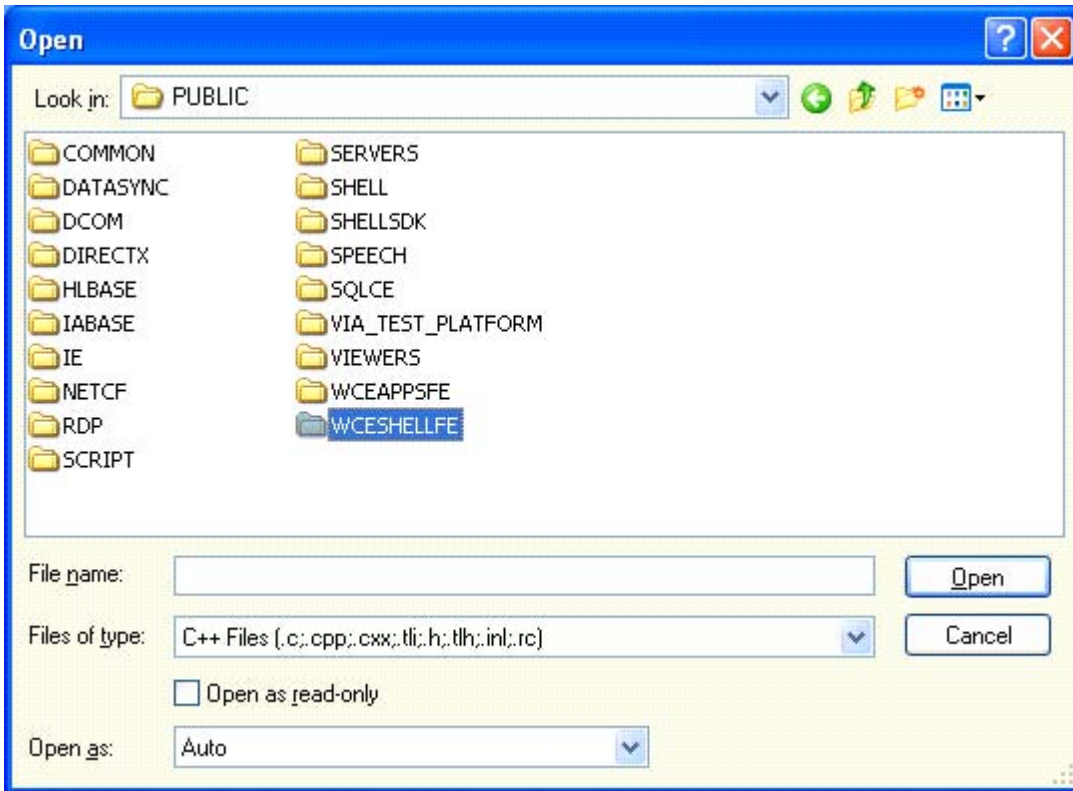 Open
Look in: PUBLIC
COMMON
DATASYNC
DCOM
DIRECTX
HLBASE
IABASE
IE
NETCF
RDP
SCRIPT
SERVERS
SHELL
SHELLSDK
SPEECH
SQLCE
VIA_TEST_PLATFORM
VIEWERS
WCEAPPSFE
WCESHELLFE
File name:
Open
Files of type: C++ Files (.c;.cpp;.cxx;.tli;.h;.tlh;.inl;.rc)
Cancel
Open as read-only
Open as: Auto